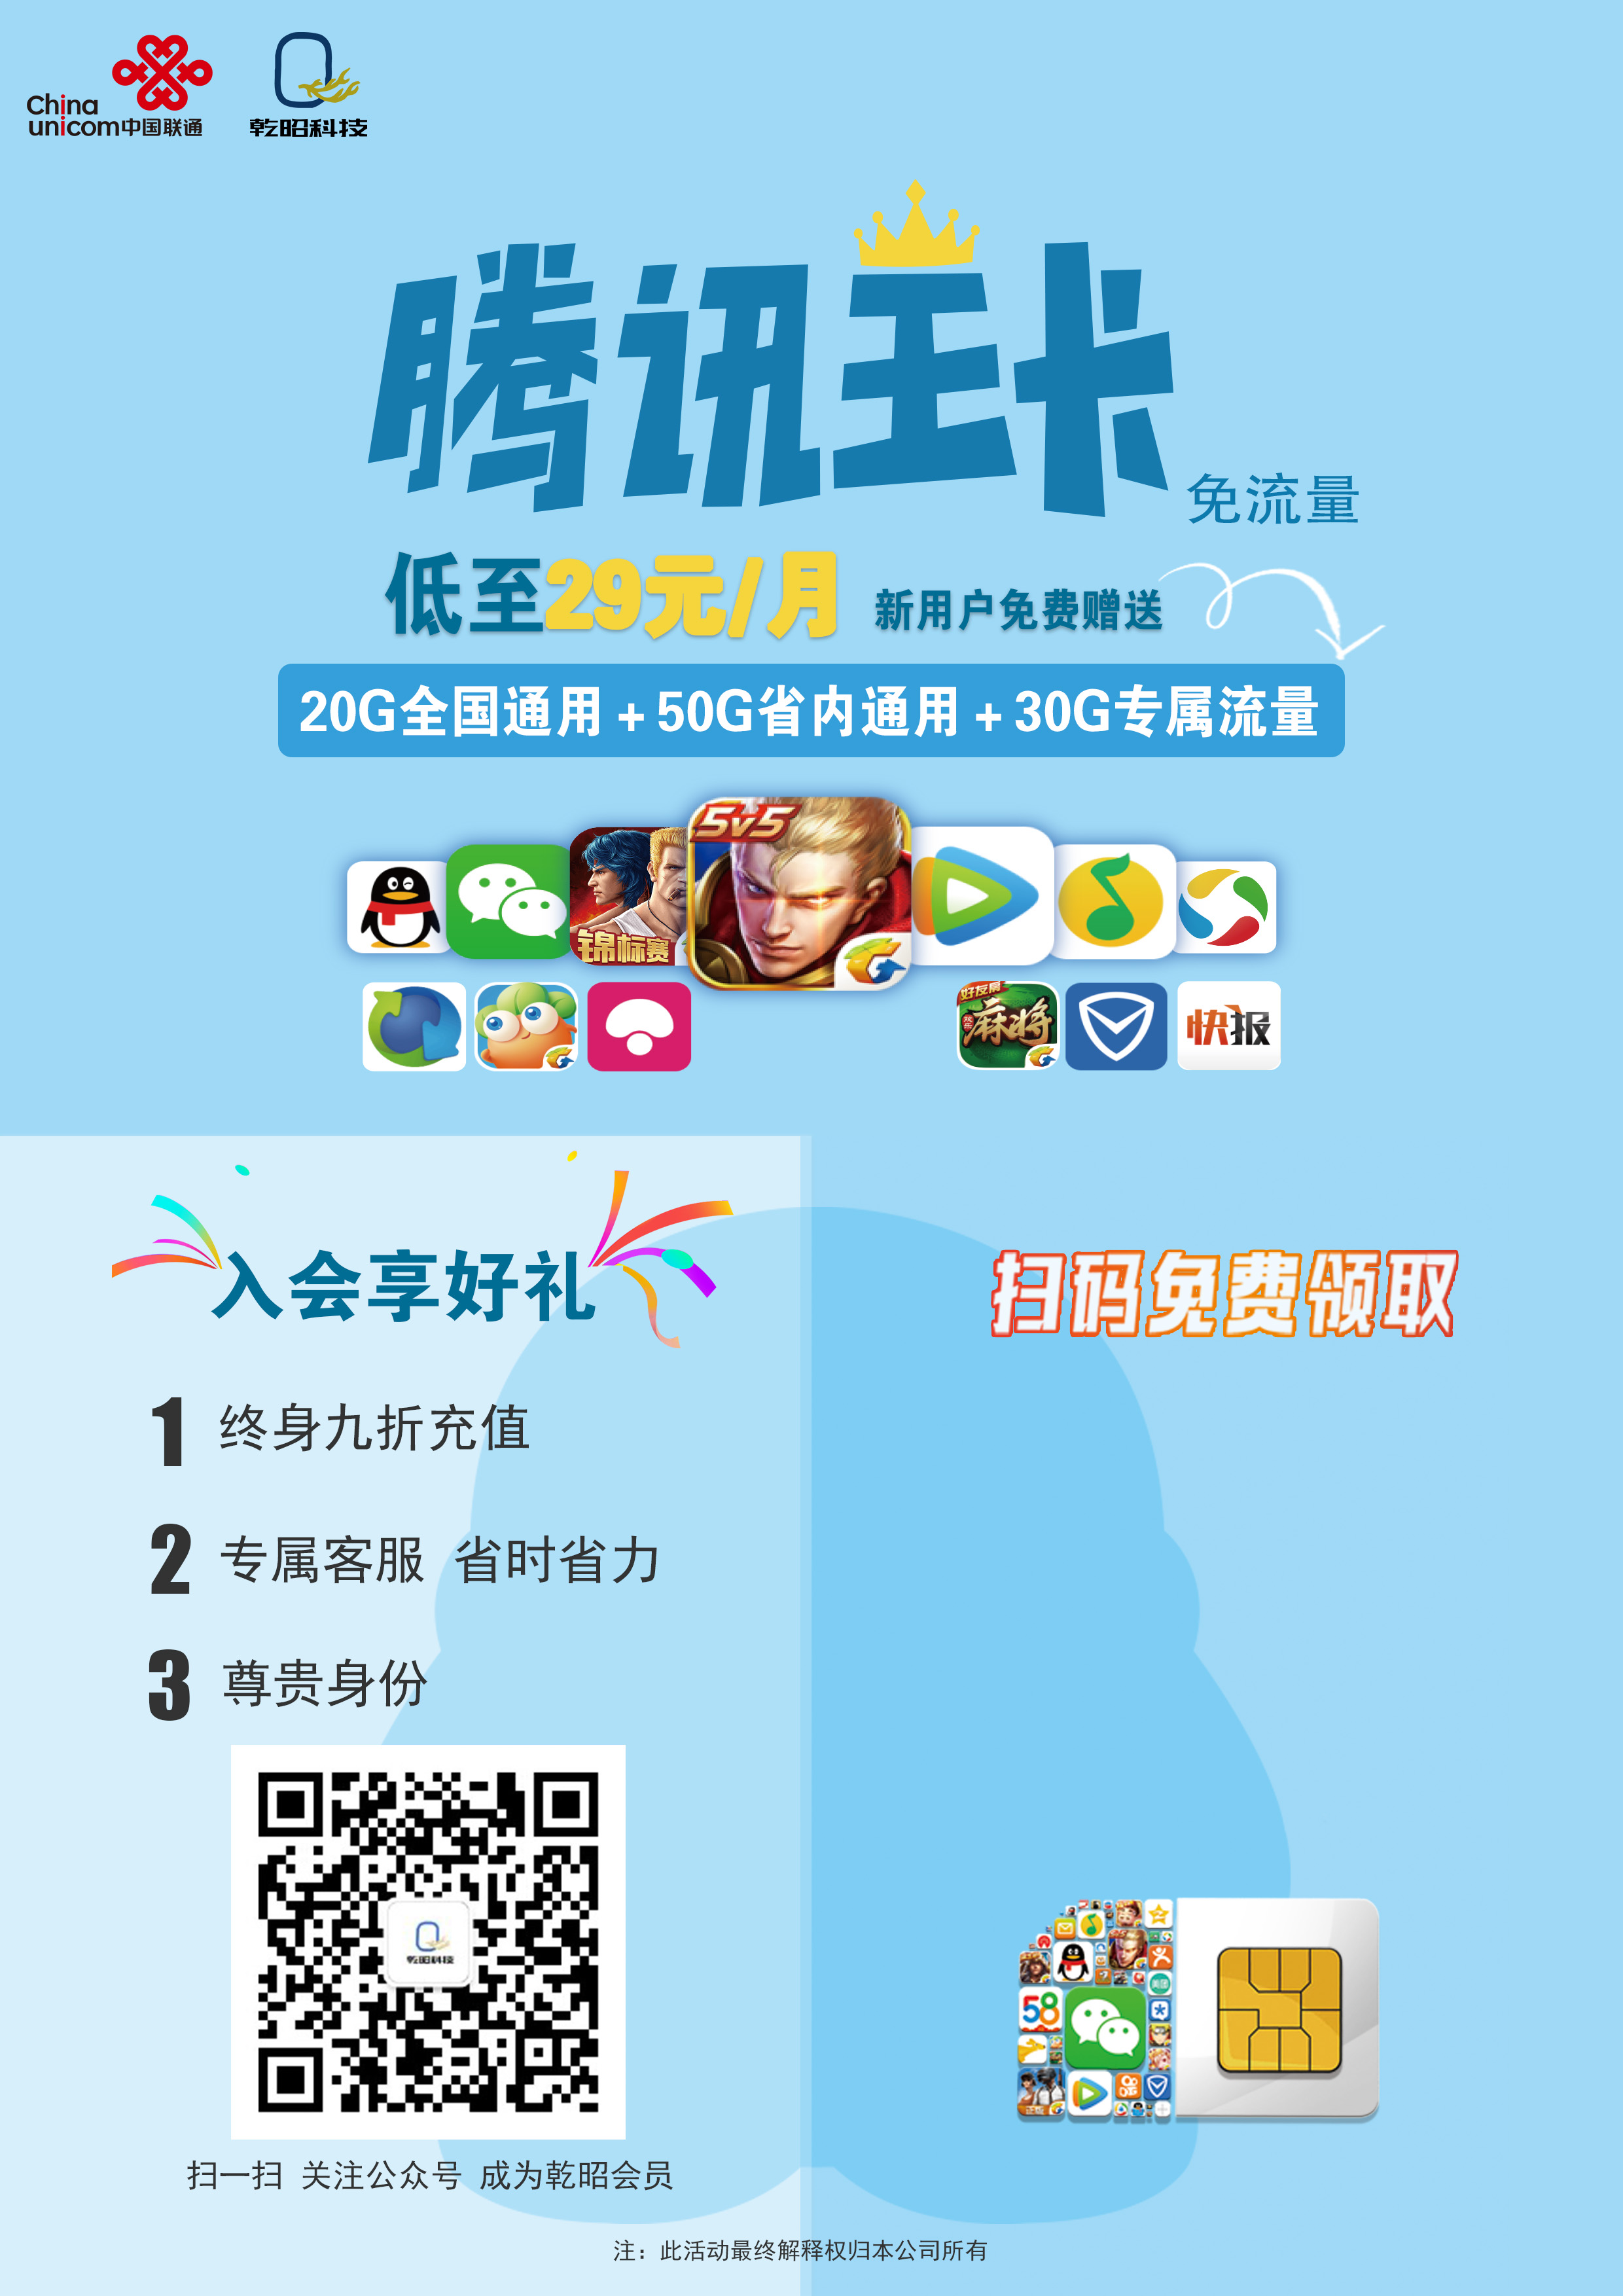 China
unicom中国联通
乾昭科技
腾讯王卡
免流量
低至29元/月 新用户免费赠送
20G全国通用+50G省内通用+30G专属流量
5v5
锦标赛
好友房
麻将
快报
入会享好礼
扫码免费领取
1 终身九折充值
2 专属客服 省时省力
3 尊贵身份
乾昭科技
58
扫一扫 关注公众号 成为乾昭会员
注：此活动最终解释权归本公司所有